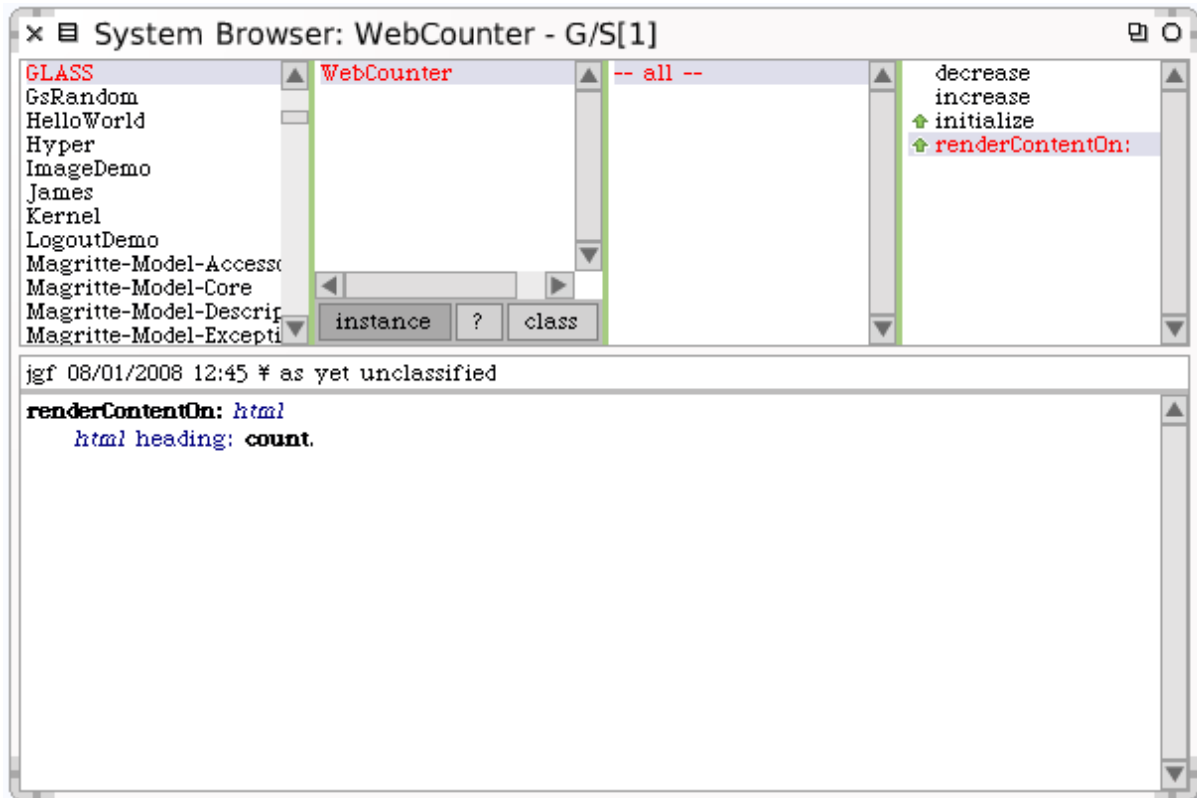 System Browser: WebCounter - G/S[1]
GLASS
GsRandom
HelloWorld
Hyper
ImageDemo
James
Kernel
LogoutDemo
Magritte-Model-Accesso
Magritte-Model-Core
Magritte-Model-Descrip
Magritte-Model-Excepti
WebCounter
instance ? class
-- all --
decrease
increase
initialize
renderContentOn:
jgf 08/01/2008 12:45 ¥ as yet unclassified
renderContentOn: html
html heading: count.